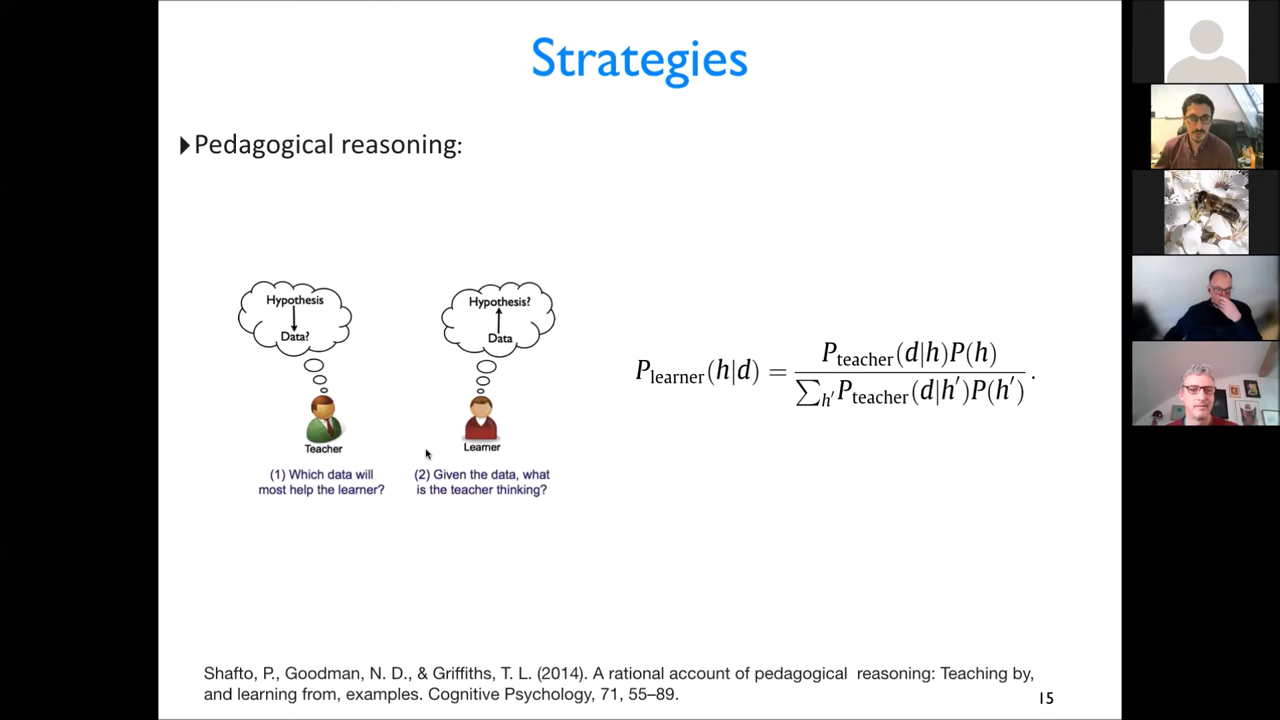 Strategies
Pedagogical reasoning:
Hypothesis
Data?
Teacher
(1) Which data will
most help the learner?
Hypothesis?
Data
Learner
(2) Given the data, what
is the teacher thinking?
P_learner(h|d) = P_teacher(d|h)P(h) / ∑_h′ P_teacher(d|h′)P(h′) .
Shafto, P., Goodman, N. D., & Griffiths, T. L. (2014). A rational account of pedagogical reasoning: Teaching by,
and learning from, examples. Cognitive Psychology, 71, 55–89.
15